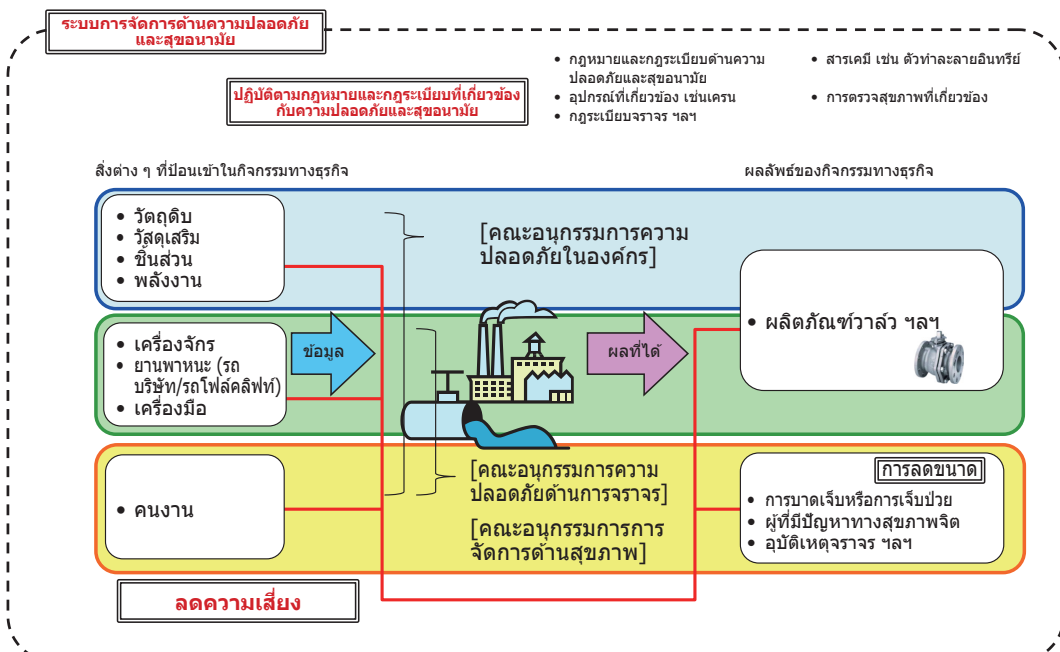 ระบบการจัดการด้านความปลอดภัย
และสุขอนามัย
ปฏิบัติตามกฎหมายและกฎระเบียบที่เกี่ยวข้อง
กับความปลอดภัยและสุขอนามัย
• กฎหมายและกฎระเบียบด้านความ
ปลอดภัยและสุขอนามัย
• อุปกรณ์ที่เกี่ยวข้อง เช่นเครน
• กฎระเบียบจราจร ฯลฯ
• สารเคมี เช่น ตัวทำละลายอินทรีย์
• การตรวจสุขภาพที่เกี่ยวข้อง
สิ่งต่าง ๆ ที่ป้อนเข้าในกิจกรรมทางธุรกิจ
ผลลัพธ์ของกิจกรรมทางธุรกิจ
• วัตถุดิบ
• วัสดุเสริม
• ชิ้นส่วน
• พลังงาน
[คณะอนุกรรมการความ
ปลอดภัยในองค์กร]
• เครื่องจักร
• ยานพาหนะ (รถ
บริษัท/รถโฟล์คลิฟท์)
• เครื่องมือ
ข้อมูล
ผลที่ได้
• ผลิตภัณฑ์วาล์ว ฯลฯ
• คนงาน
[คณะอนุกรรมการความ
ปลอดภัยด้านการจราจร]
[คณะอนุกรรมการการ
จัดการด้านสุขภาพ]
การลดขนาด
• การบาดเจ็บหรือการเจ็บป่วย
• ผู้ที่มีปัญหาทางสุขภาพจิต
• อุบัติเหตุจราจร ฯลฯ
ลดความเสี่ยง